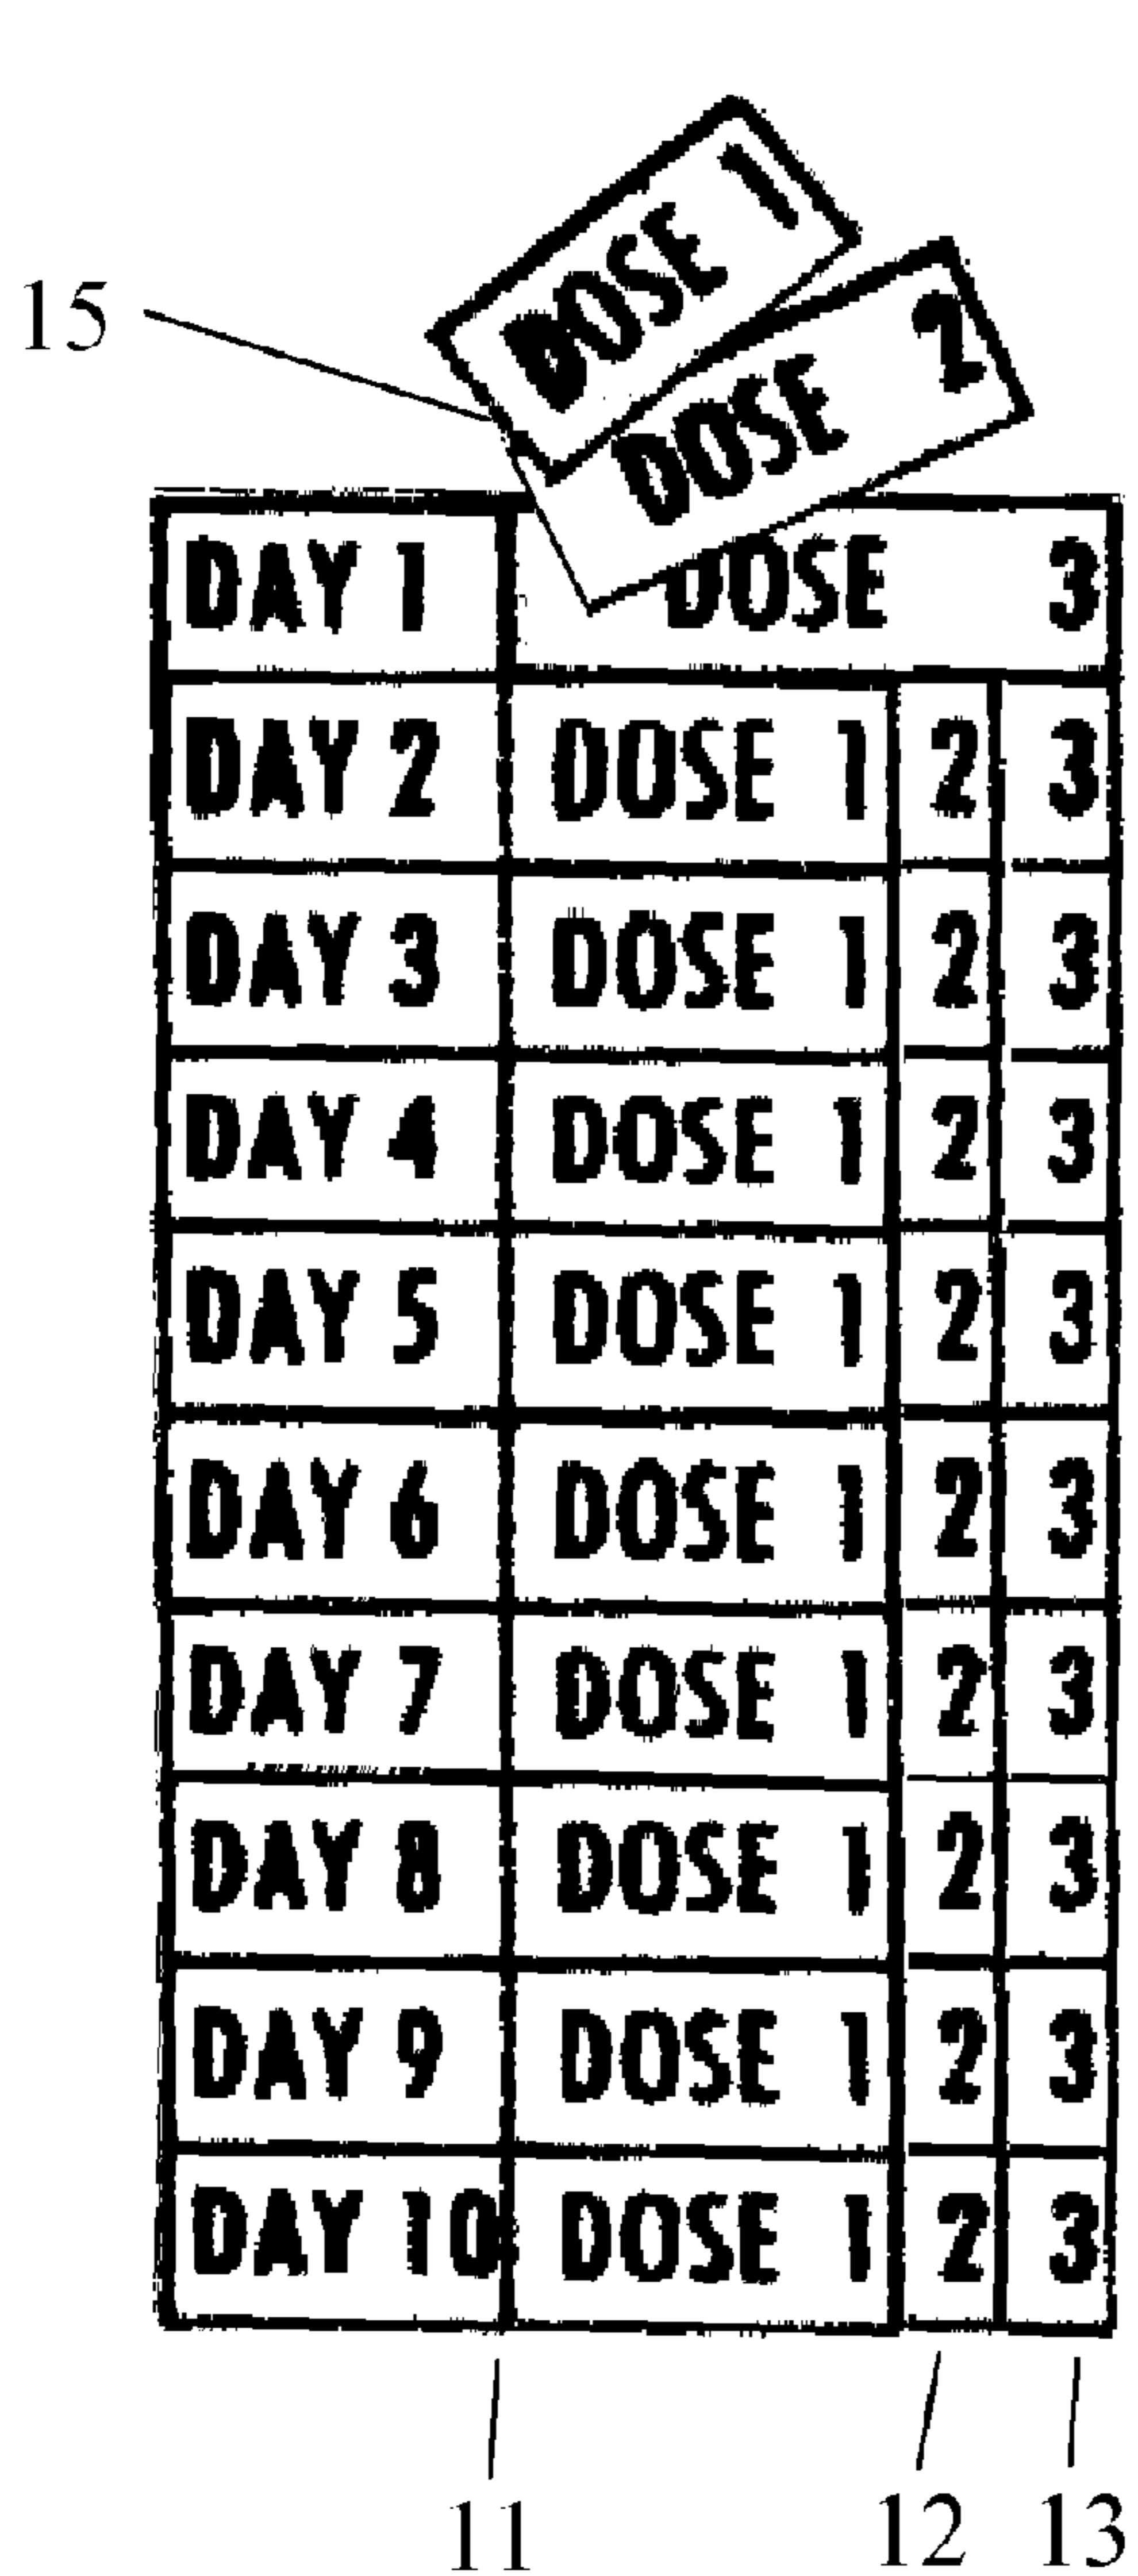 DOSE 1
15
DOSE 2
DAY 1 DOSE 3
DAY 2 DOSE 1 2 3
DAY 3 DOSE 1 2 3
DAY 4 DOSE 1 2 3
DAY 5 DOSE 1 2 3
DAY 6 DOSE 1 2 3
DAY 7 DOSE 1 2 3
DAY 8 DOSE 1 2 3
DAY 9 DOSE 1 2 3
DAY 10 DOSE 1 2 3
11 12 13